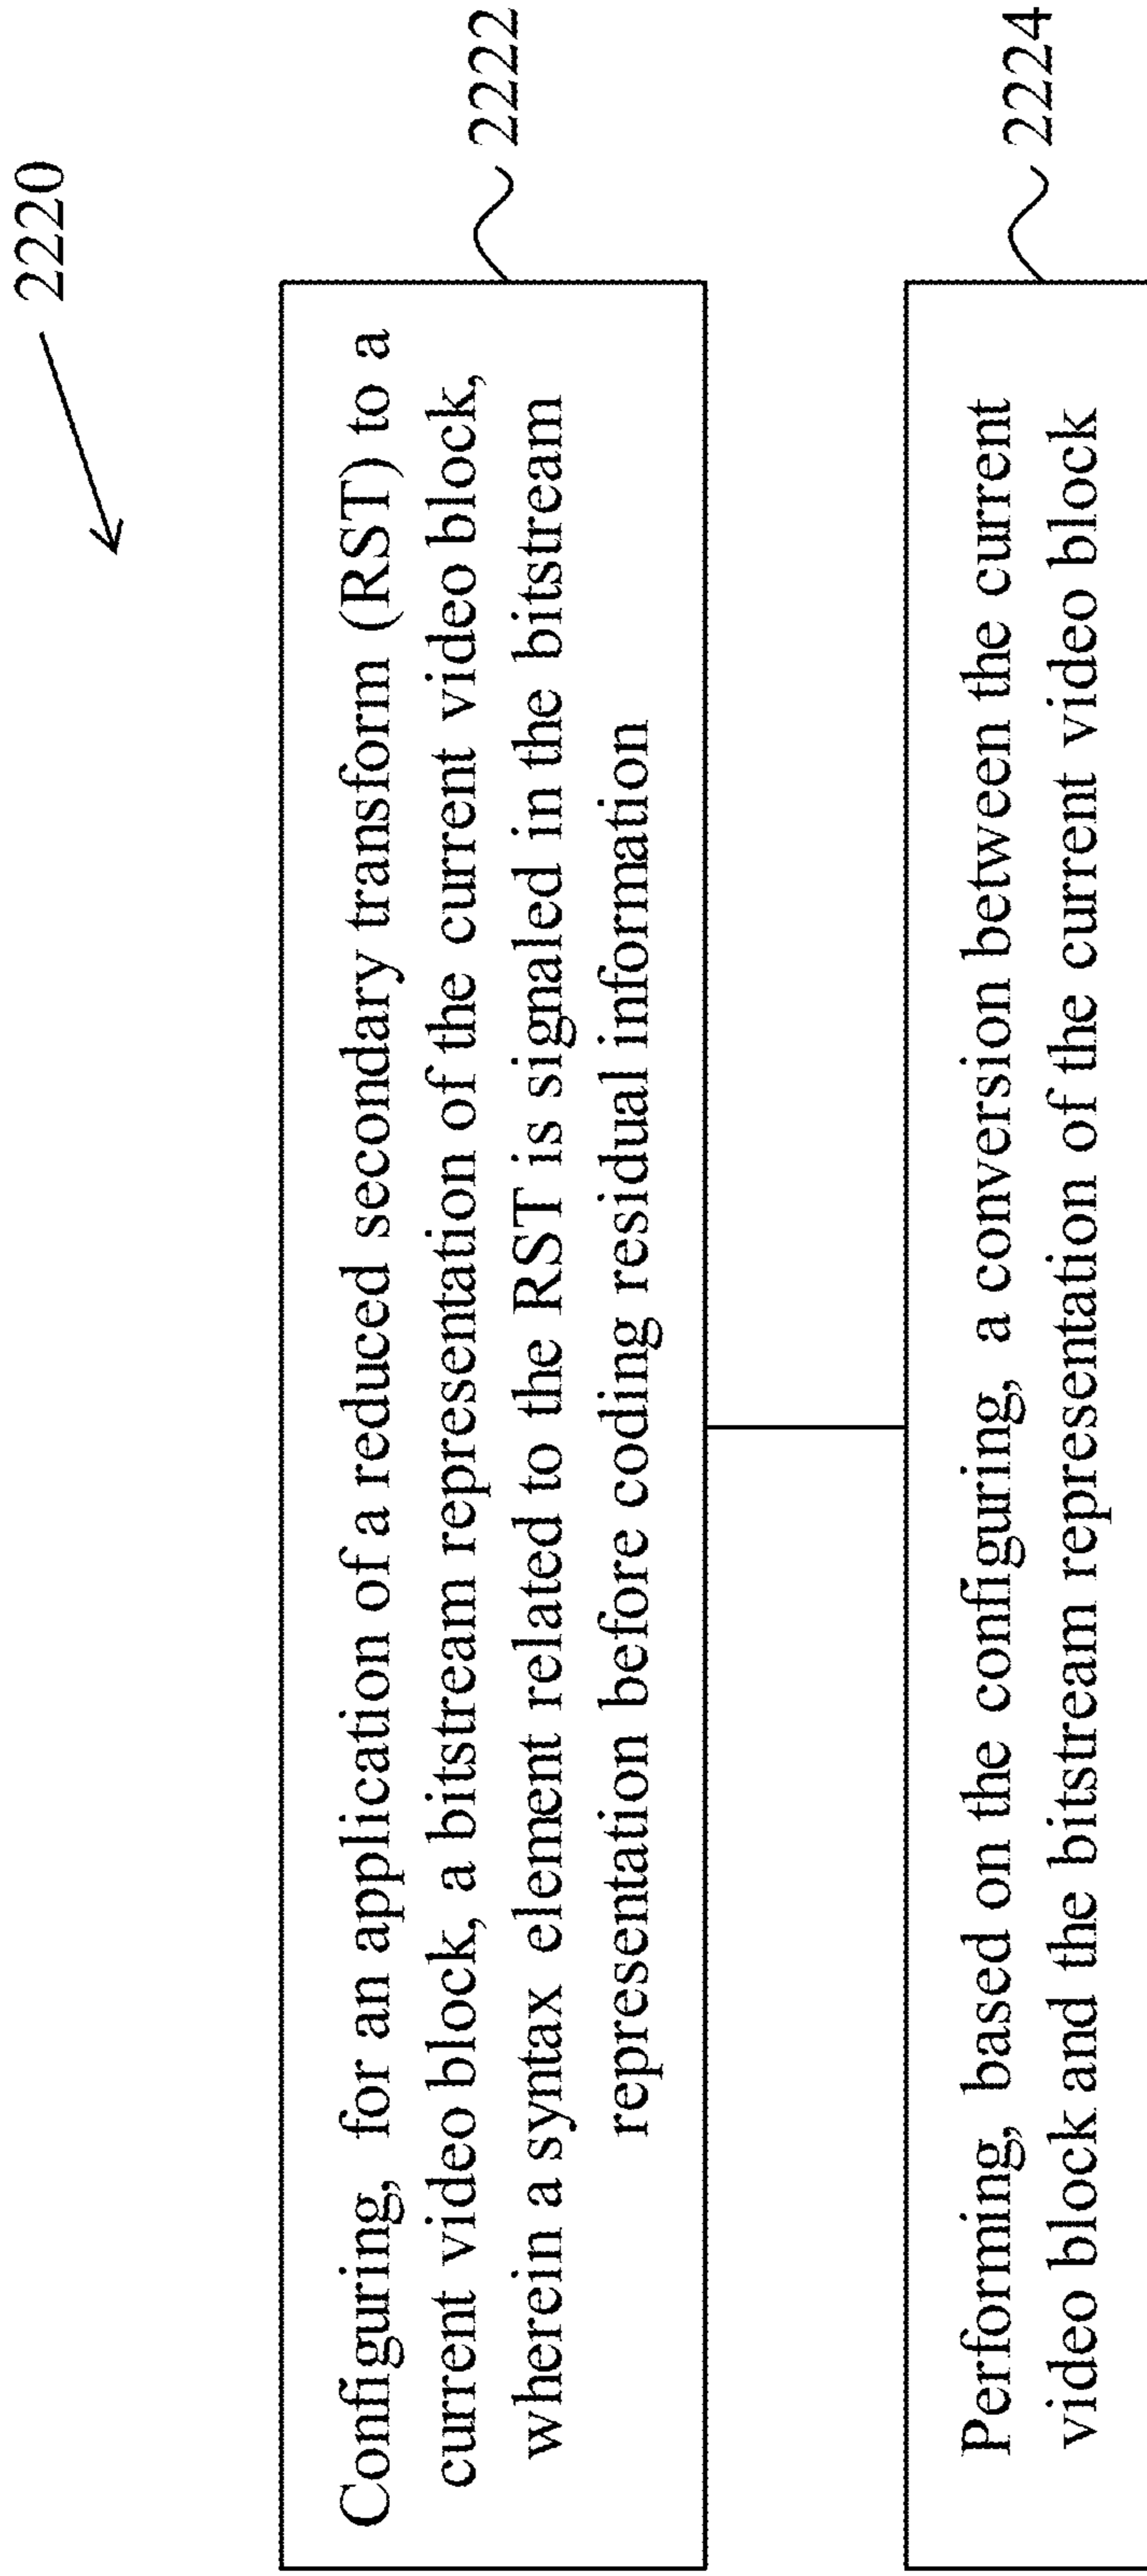 2220
Configuring, for an application of a reduced secondary transform (RST) to a
current video block, a bitstream representation of the current video block,
wherein a syntax element related to the RST is signaled in the bitstream
representation before coding residual information
2222
Performing, based on the configuring, a conversion between the current
video block and the bitstream representation of the current video block
2224